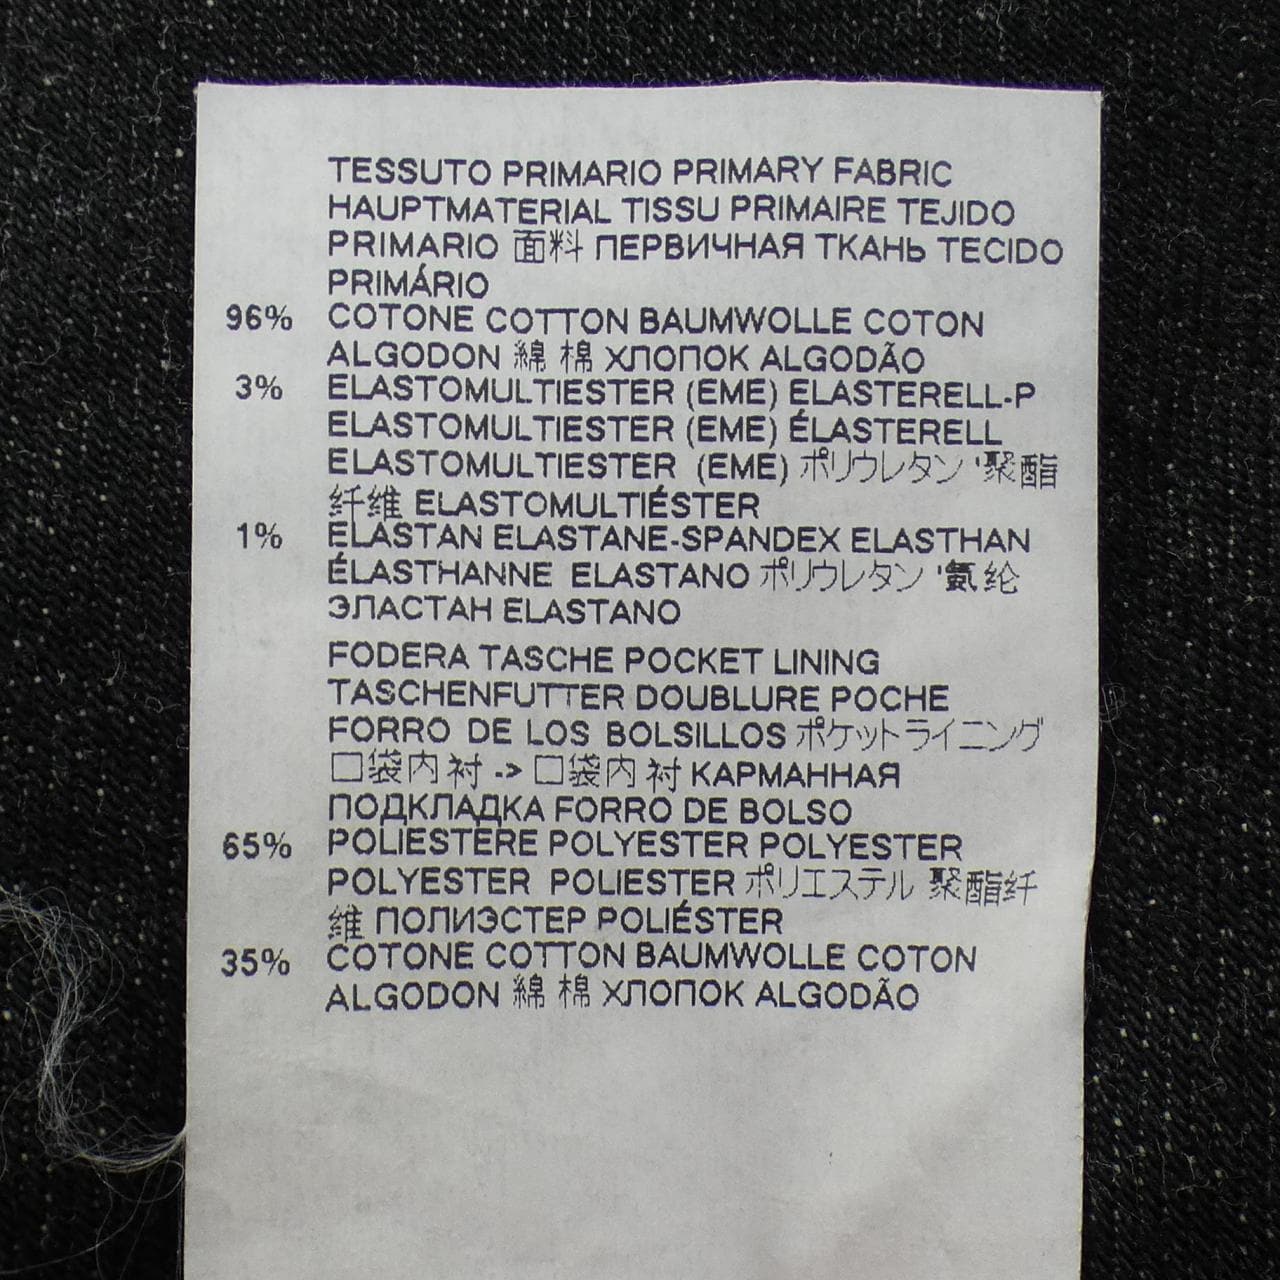 TESSUTO PRIMARIO PRIMARY FABRIC
HAUPTMATERIAL TISSU PRIMAIRE TEJIDO
PRIMARIO 面料 ПЕРВИЧНАЯ ТКАНЬ TECIDO
PRIMÁRIO
96% COTONE COTTON BAUMWOLLE COTON
ALGODON 綿 棉 ХЛОПОК ALGODÃO
3% ELASTOMULTIESTER (EME) ELASTERELL-P
ELASTOMULTIESTER (EME) ÉLASTERELL
ELASTOMULTIESTER (EME) ポリウレタン '聚酯
纤维 ELASTOMULTIÉSTER
1% ELASTAN ELASTANE-SPANDEX ELASTHAN
ÉLASTHANNE ELASTANO ポリウレタン '氨纶
ЭЛАСТАН ELASTANO
FODERA TASCHE POCKET LINING
TASCHENFUTTER DOUBLURE POCHE
FORRO DE LOS BOLSILLOS ポケットライニング
口袋内衬 -> 口袋内衬 КАРМАННАЯ
ПОДКЛАДКА FORRO DE BOLSO
65% POLIESTERE POLYESTER POLYESTER
POLYESTER POLIESTER ポリエステル 聚酯纤
维 ПОЛИЭСТЕР POLIÉSTER
35% COTONE COTTON BAUMWOLLE COTON
ALGODON 綿 棉 ХЛОПОК ALGODÃO